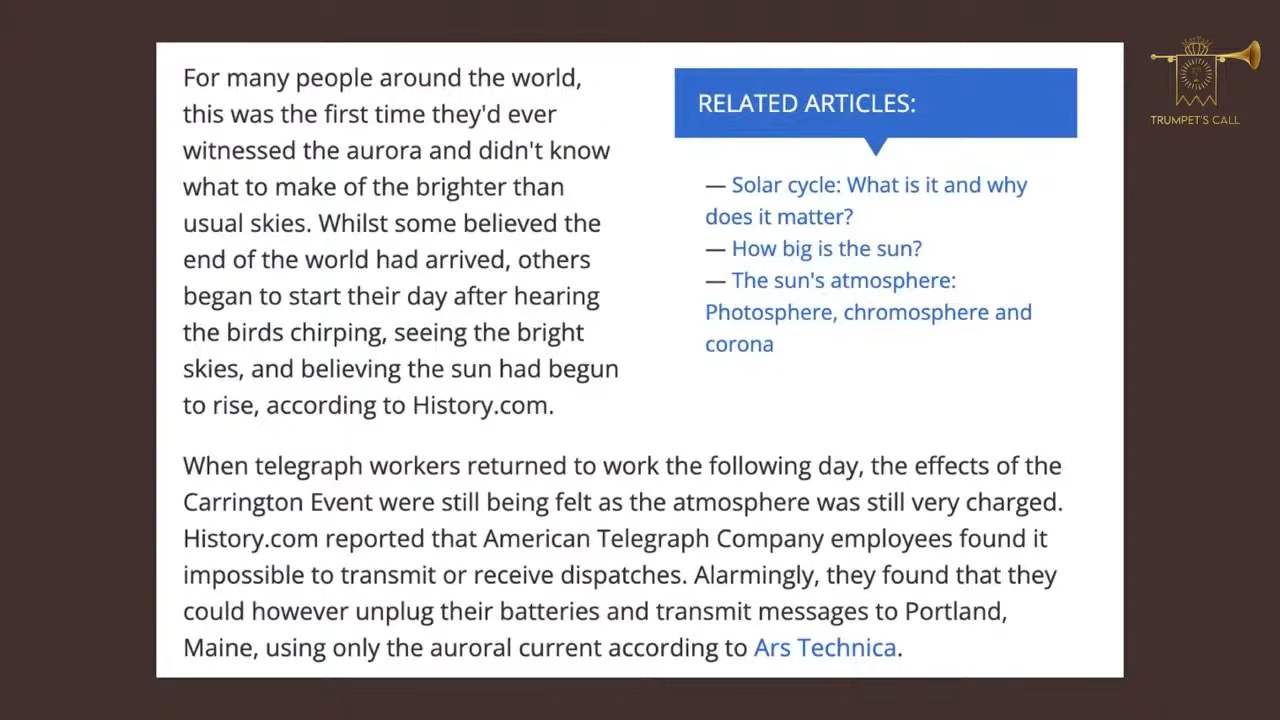 For many people around the world,
this was the first time they'd ever
witnessed the aurora and didn't know
what to make of the brighter than
usual skies. Whilst some believed the
end of the world had arrived, others
began to start their day after hearing
the birds chirping, seeing the bright
skies, and believing the sun had begun
to rise, according to History.com.
RELATED ARTICLES:
— Solar cycle: What is it and why
does it matter?
— How big is the sun?
— The sun's atmosphere:
Photosphere, chromosphere and
corona
When telegraph workers returned to work the following day, the effects of the
Carrington Event were still being felt as the atmosphere was still very charged.
History.com reported that American Telegraph Company employees found it
impossible to transmit or receive dispatches. Alarmingly, they found that they
could however unplug their batteries and transmit messages to Portland,
Maine, using only the auroral current according to Ars Technica.
TRUMPET'S CALL